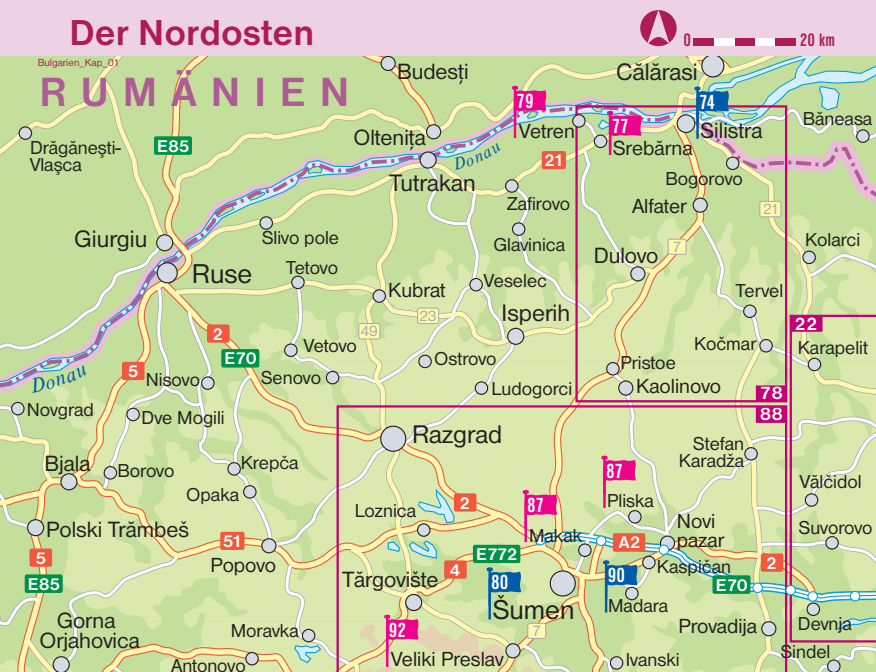 Der Nordosten
0 20 km
Bulgarien_Kap_01
RUMÄNIEN
Budești
Călărasi
79
74
Drăgănești-
Vlașca
E85
Oltenița
Vetren
77
Silistra
Băneasa
Donau
21
Srebărna
Tutrakan
Bogorovo
Zafirovo
Alfater
21
Giurgiu
Slivo pole
Glavinica
7
Kolarci
Ruse
Tetovo
Dulovo
Kubrat
Veselec
Tervel
23
Isperih
49
2
22
E70
Vetovo
Kočmar
Karapelit
Ostrovo
Pristoe
Donau
5
Nisovo
Senovo
Ludogorci
Kaolinovo
78
Novgrad
Dve Mogili
88
Razgrad
Stefan
Karadža
Bjala
Borovo
Krepča
87
Opaka
Vălčidol
2
87
Pliska
Loznica
Polski Trămbeš
Makak
Novi
pazar
Suvorovo
51
A2
5
Popovo
E772
Kaspičan
2
4
E85
Tărgovište
80
90
E70
Šumen
Madara
Gorna
Orjahovica
Devnja
Moravka
92
7
Provadija
Antonovo
Veliki Preslav
Ivanski
Sindel